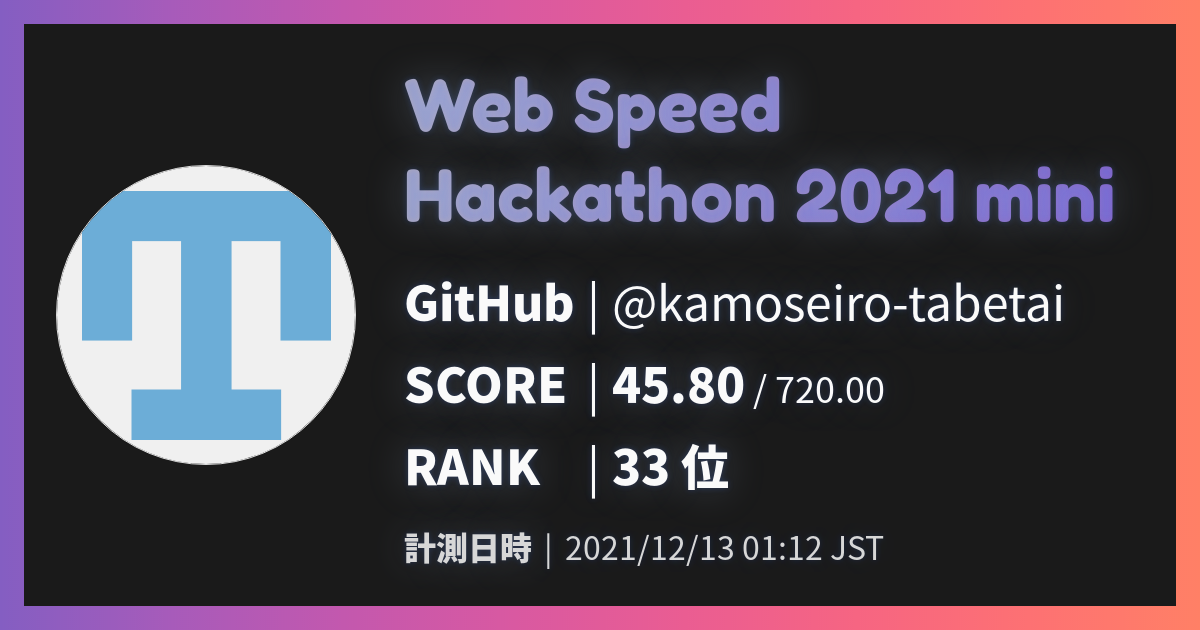 Web Speed
Hackathon 2021 mini
GitHub | @kamoseiro-tabetai
SCORE | 45.80 / 720.00
RANK | 33 位
計測日時 | 2021/12/13 01:12 JST